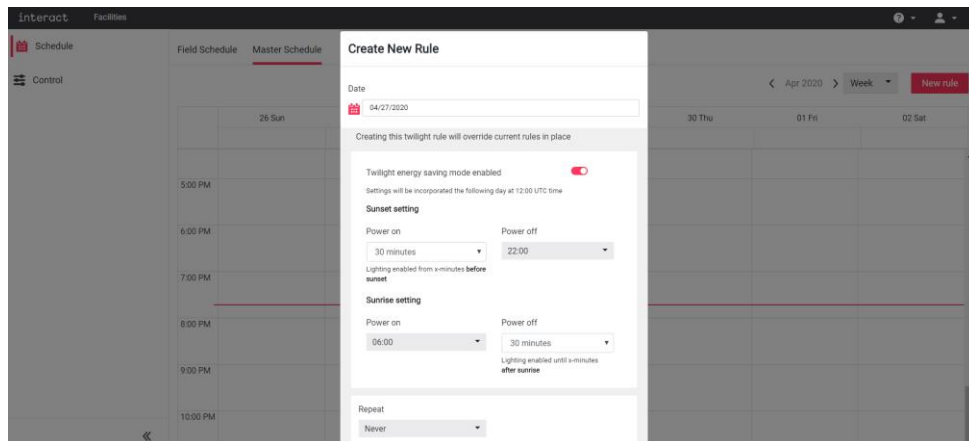 interact Facilities
Schedule
Control
Field Schedule Master Schedule
Apr 2020 Week New rule
26 Sun 30 Thu 01 Fri 02 Sat
5:00 PM
6:00 PM
7:00 PM
8:00 PM
9:00 PM
10:00 PM
Create New Rule
Date
04/27/2020
Creating this twilight rule will override current rules in place
Twilight energy saving mode enabled
Settings will be incorporated the following day at 12:00 UTC time
Sunset setting
Power on Power off
30 minutes 22:00
Lighting enabled from x-minutes before
sunset
Sunrise setting
Power on Power off
06:00 30 minutes
Lighting enabled until x-minutes
after sunrise
Repeat
Never